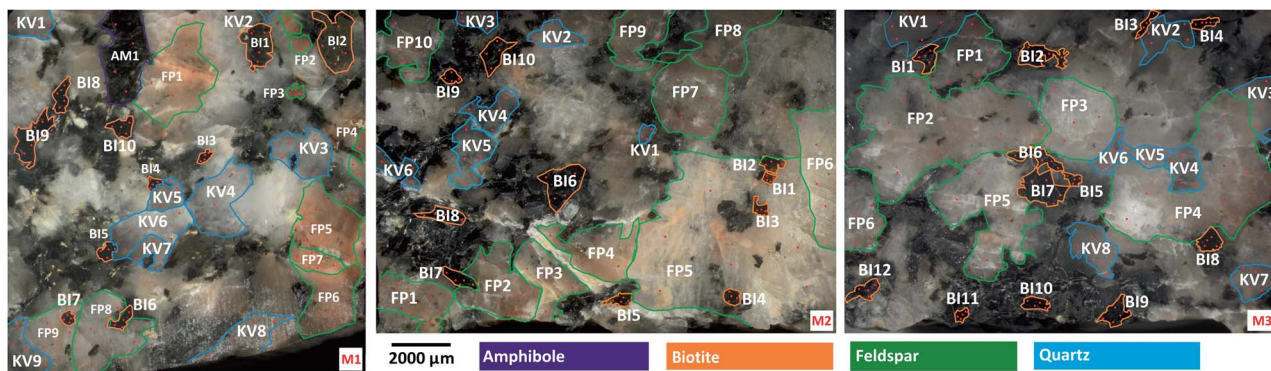 KV1
AM1
FP1
KV2
BI1
FP2
BI2
BI8
FP3
BI9
BI10
BI3
KV3
FP4
BI4
KV5
KV4
KV6
BI5
KV7
FP5
FP7
FP6
BI7
FP8
BI6
FP9
KV8
KV9
M1
FP10
KV3
KV2
FP9
FP8
BI10
BI9
FP7
KV4
KV5
KV1
KV6
BI6
BI2
BI1
FP6
BI8
BI3
FP4
FP3
FP5
BI7
FP2
FP1
BI5
BI4
M2
KV1
BI3
KV2
BI4
BI1
FP1
BI2
KV3
FP2
FP3
BI6
KV6
KV5
KV4
BI7
BI5
FP5
FP4
FP6
KV8
BI8
BI12
KV7
BI11
BI10
BI9
M3
2000 µm
Amphibole
Biotite
Feldspar
Quartz